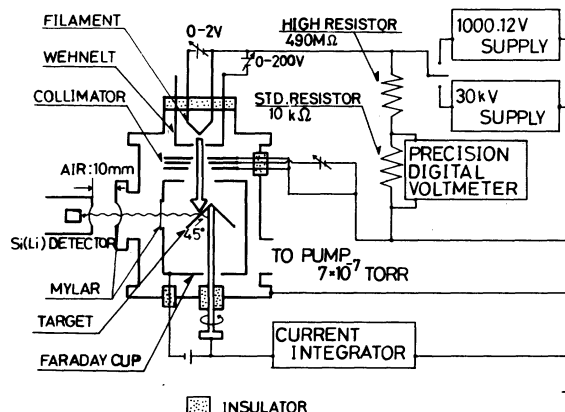 FILAMENT
WEHNELT
COLLIMATOR
AIR:10mm
Si(Li) DETECTOR
MYLAR
TARGET
FARADAY CUP
0-2V
0-200V
45°
HIGH RESISTOR
490MΩ
STD. RESISTOR
10 kΩ
1000.12V
SUPPLY
30kV
SUPPLY
PRECISION
DIGITAL
VOLTMETER
TO PUMP
7×10⁻⁷ TORR
CURRENT
INTEGRATOR
INSULATOR